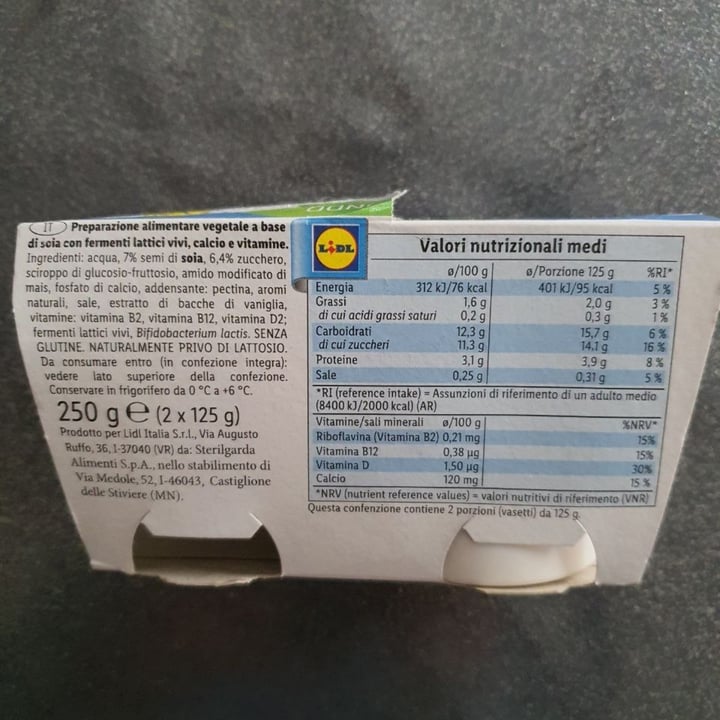 IT Preparazione alimentare vegetale a base
di soia con fermenti lattici vivi, calcio e vitamine.
Ingredienti: acqua, 7% semi di soia, 6,4% zucchero,
sciroppo di glucosio-fruttosio, amido modificato di
mais, fosfato di calcio, addensante: pectina, aromi
naturali, sale, estratto di bacche di vaniglia,
vitamine: vitamina B2, vitamina B12, vitamina D2;
fermenti lattici vivi, Bifidobacterium lactis. SENZA
GLUTINE. NATURALMENTE PRIVO DI LATTOSIO.
Da consumare entro (in confezione integra):
vedere lato superiore della confezione.
Conservare in frigorifero da 0 °C a +6 °C.
250 g e (2 x 125 g)
Prodotto per Lidl Italia S.r.l., Via Augusto
Ruffo, 36, I-37040 (VR) da: Sterilgarda
Alimenti S.p.A., nello stabilimento di
Via Medole, 52, I-46043, Castiglione
delle Stiviere (MN).
LiDL
Valori nutrizionali medi
ø/100 g ø/Porzione 125 g %RI*
Energia 312 kJ/76 kcal 401 kJ/95 kcal 5 %
Grassi 1,6 g 2,0 g 3 %
di cui acidi grassi saturi 0,2 g 0,3 g 1 %
Carboidrati 12,3 g 15,7 g 6 %
di cui zuccheri 11,3 g 14,1 g 16 %
Proteine 3,1 g 3,9 g 8 %
Sale 0,25 g 0,31 g 5 %
*RI (reference intake) = Assunzioni di riferimento di un adulto medio
(8400 kJ/2000 kcal) (AR)
Vitamine/sali minerali ø/100 g %NRV*
Riboflavina (Vitamina B2) 0,21 mg 15%
Vitamina B12 0,38 µg 15%
Vitamina D 1,50 µg 30%
Calcio 120 mg 15 %
*NRV (nutrient reference values) = valori nutritivi di riferimento (VNR)
Questa confezione contiene 2 porzioni (vasetti) da 125 g.